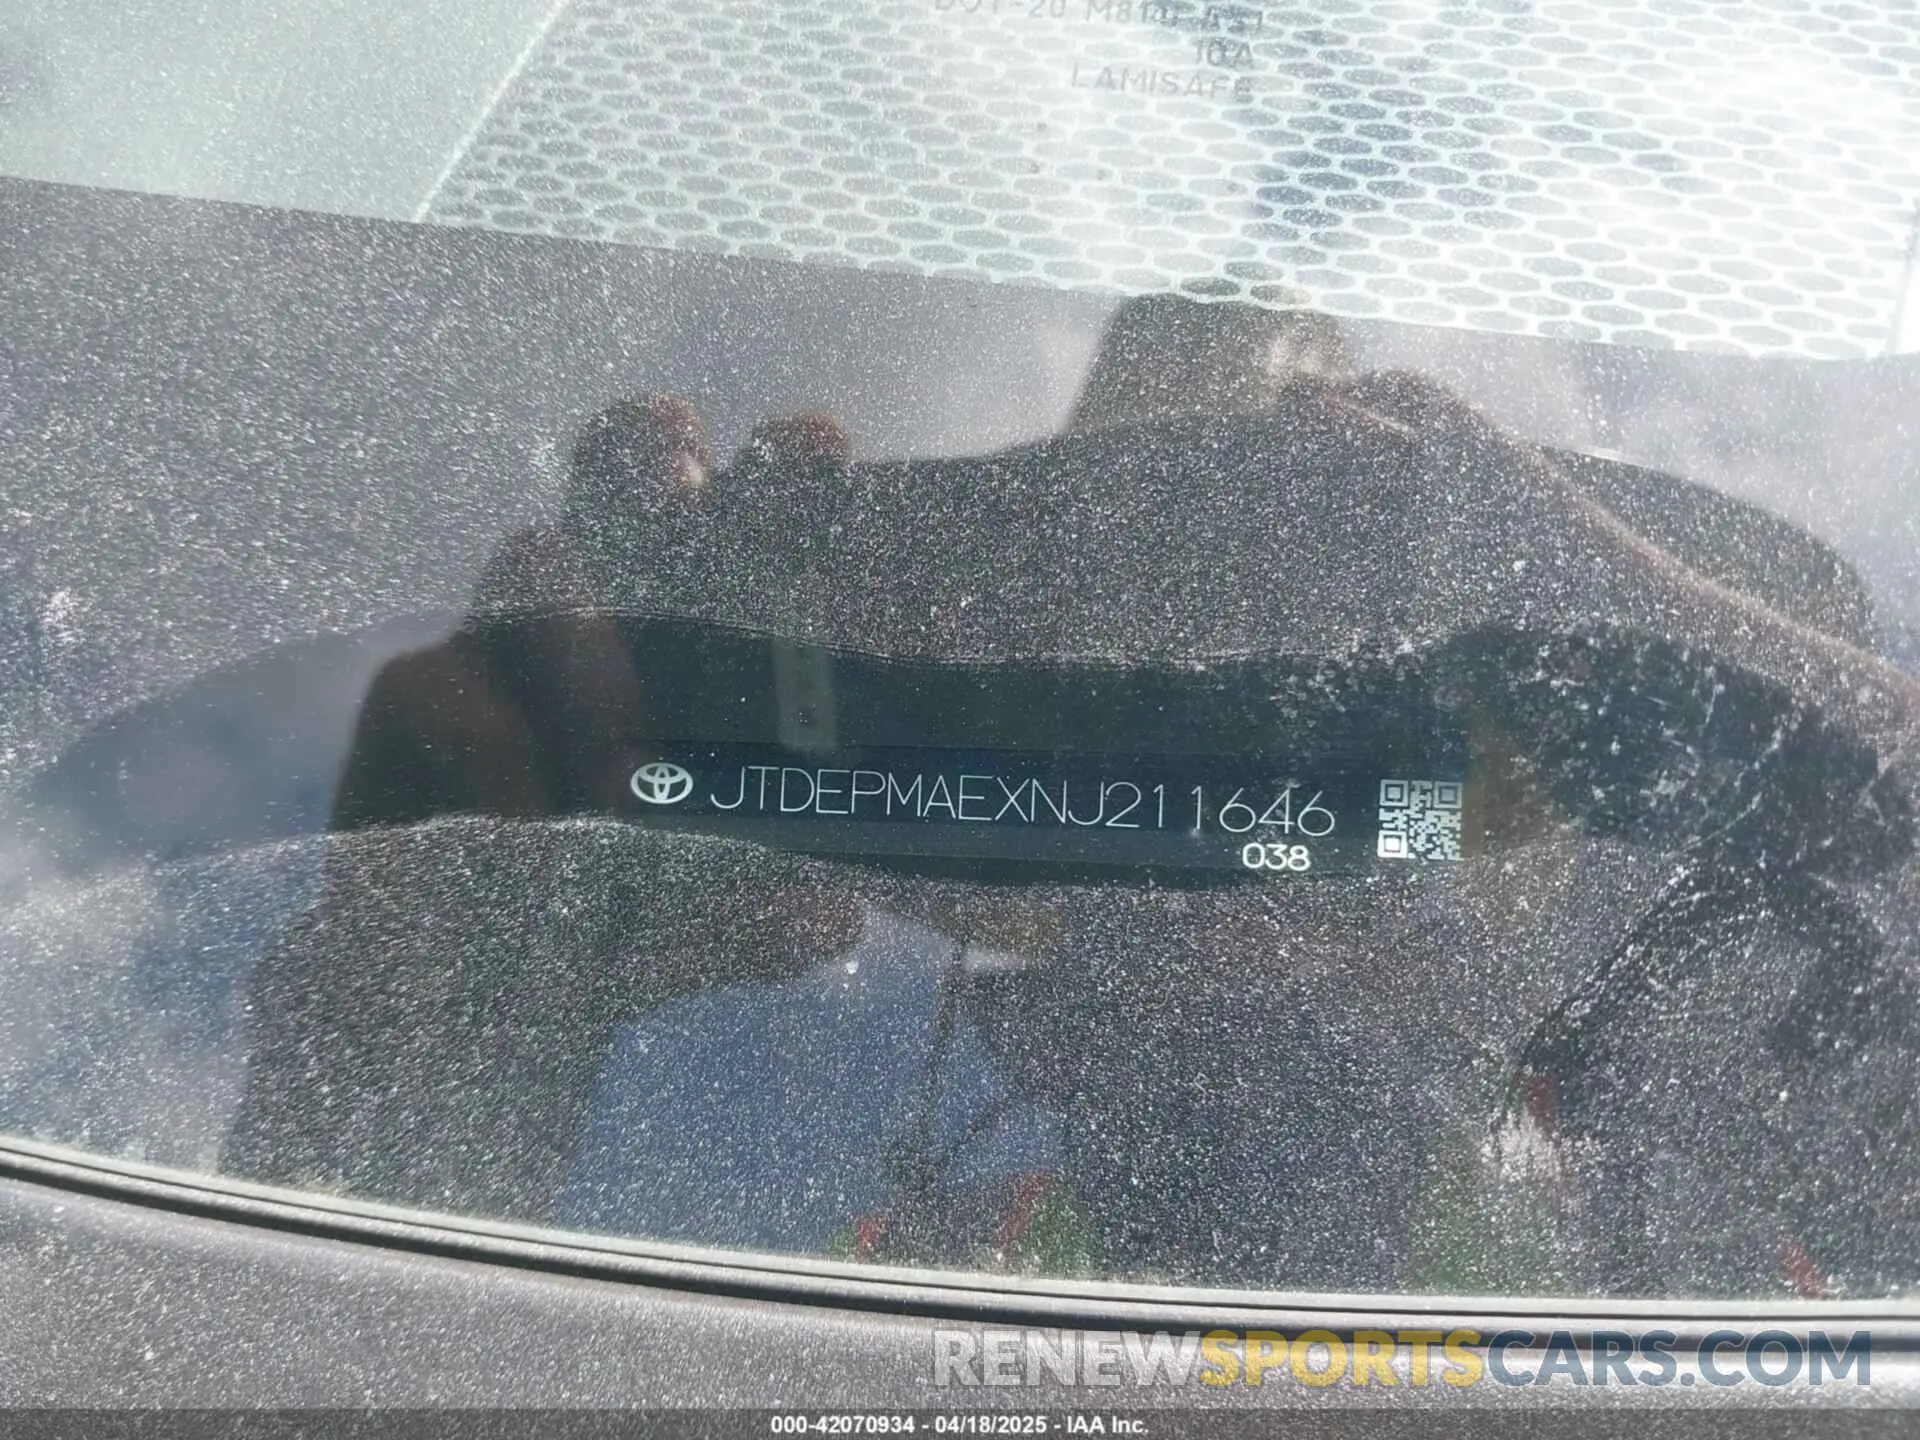 LAMISAFE
JTDEPMAEXNJ211646
038
RENEWSPORTSCARS.COM
000-42070934 - 04/18/2025 - IAA Inc.